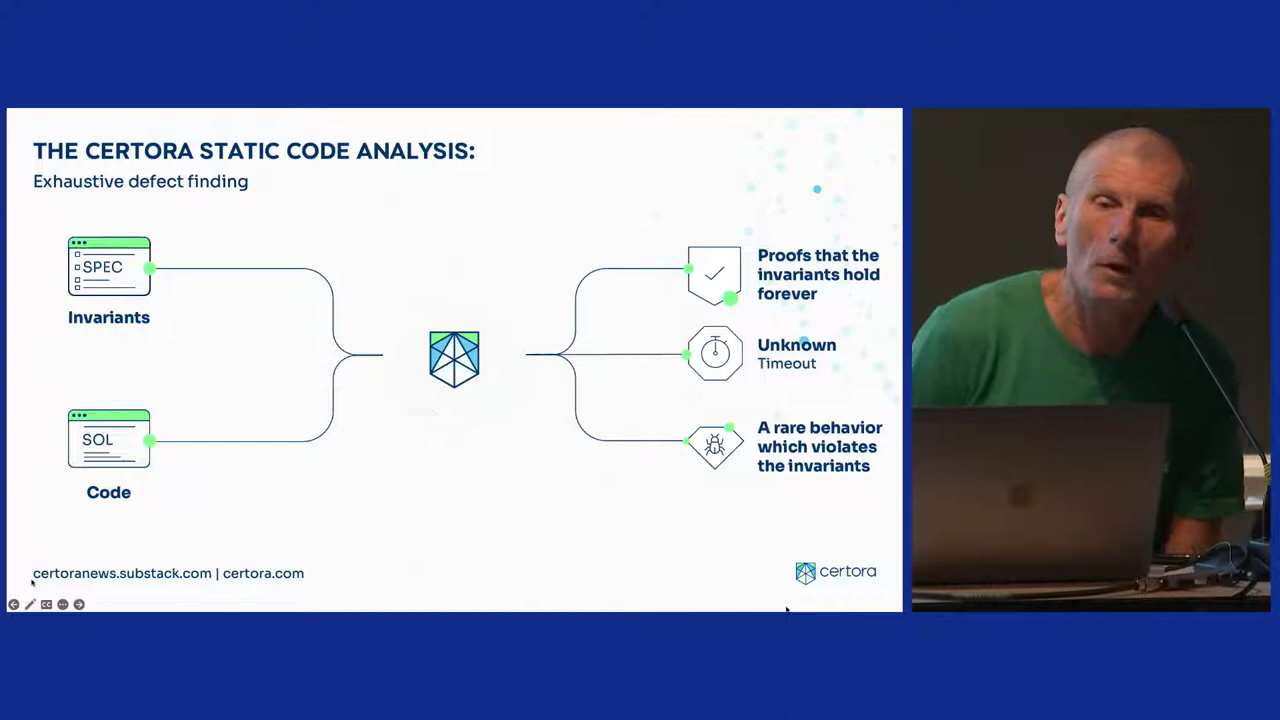 THE CERTORA STATIC CODE ANALYSIS:
Exhaustive defect finding
SPEC
Invariants
SOL
Code
Proofs that the
invariants hold
forever
Unknown
Timeout
A rare behavior
which violates
the invariants
certoranews.substack.com | certora.com
certora
CC